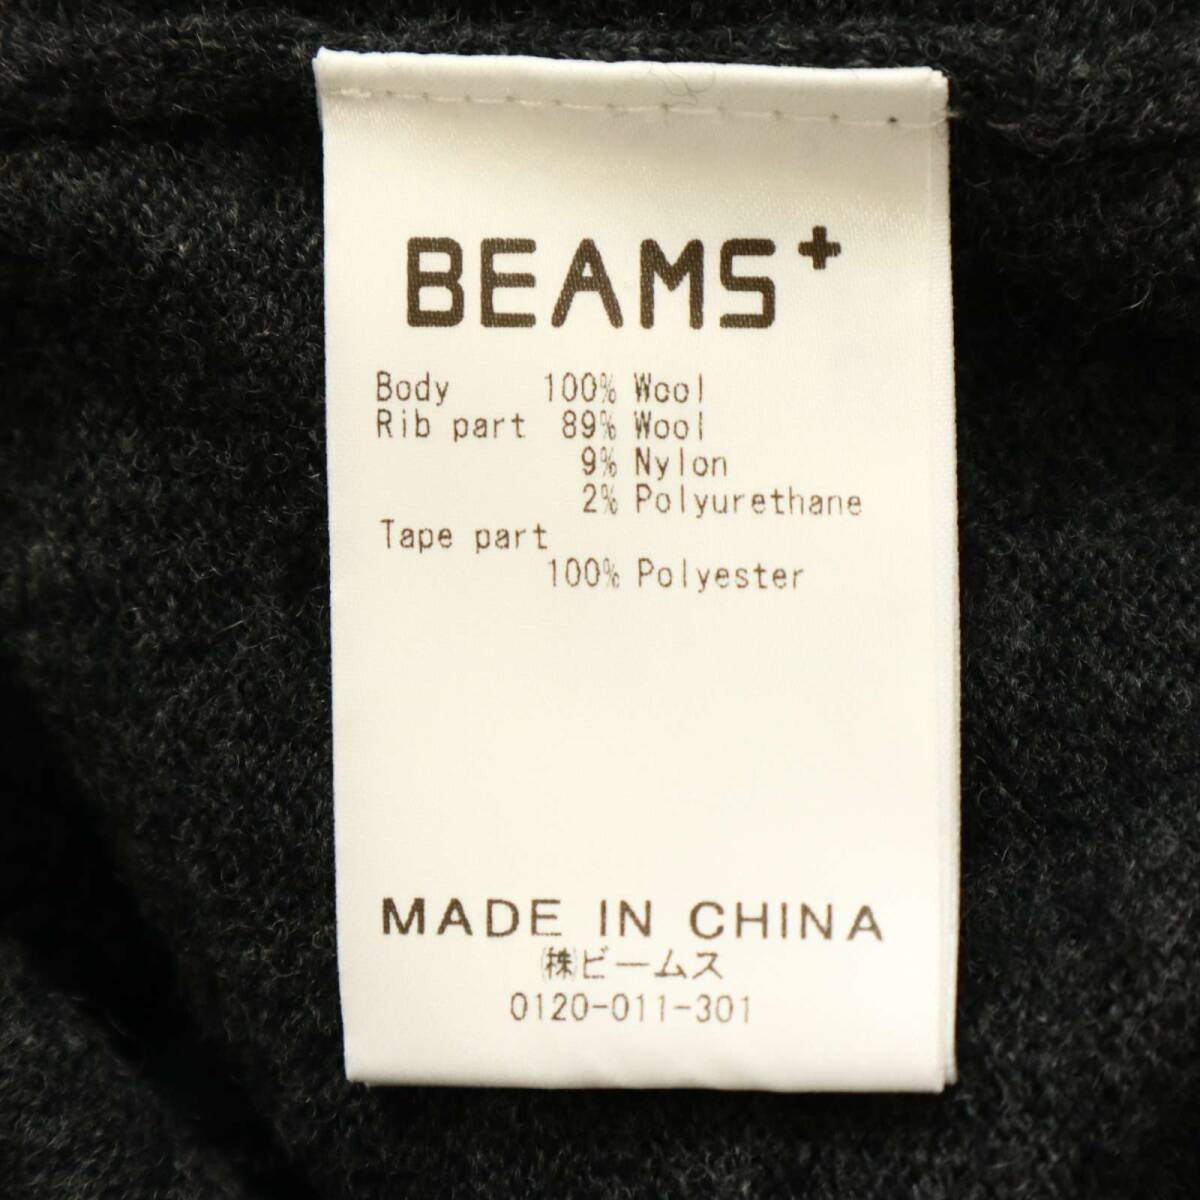 BEAMS+
Body 100% Wool
Rib part 89% Wool
9% Nylon
2% Polyurethane
Tape part
100% Polyester
MADE IN CHINA
㈱ビームス
0120-011-301